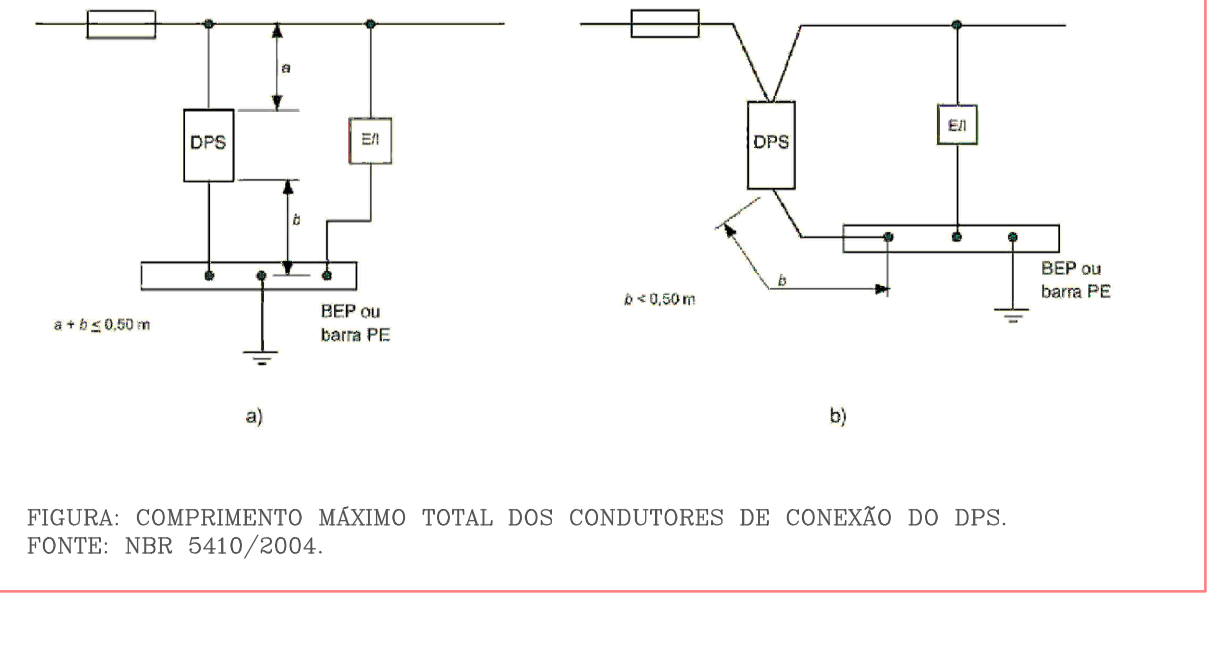 a
DPS
E/I
b
a + b ≤ 0,50 m
BEP ou
barra PE
a)
DPS
E/I
b
b < 0,50 m
BEP ou
barra PE
b)
FIGURA: COMPRIMENTO MÁXIMO TOTAL DOS CONDUTORES DE CONEXÃO DO DPS.
FONTE: NBR 5410/2004.